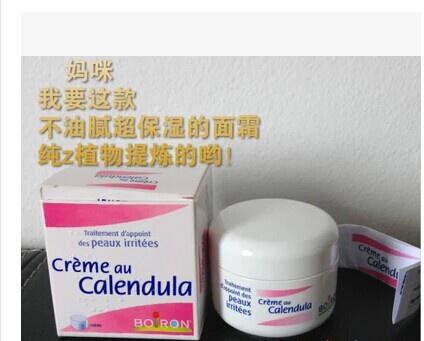 妈咪
我要这款
不油腻超保湿的面霜
纯z植物提炼的哟!
Traitement d'appoint
des peaux irritées
Crème au
Calendula
BOIRON
Traitement
d'appoint des
peaux
irritées
Crème au
Calendula
BOIRON
Crème au